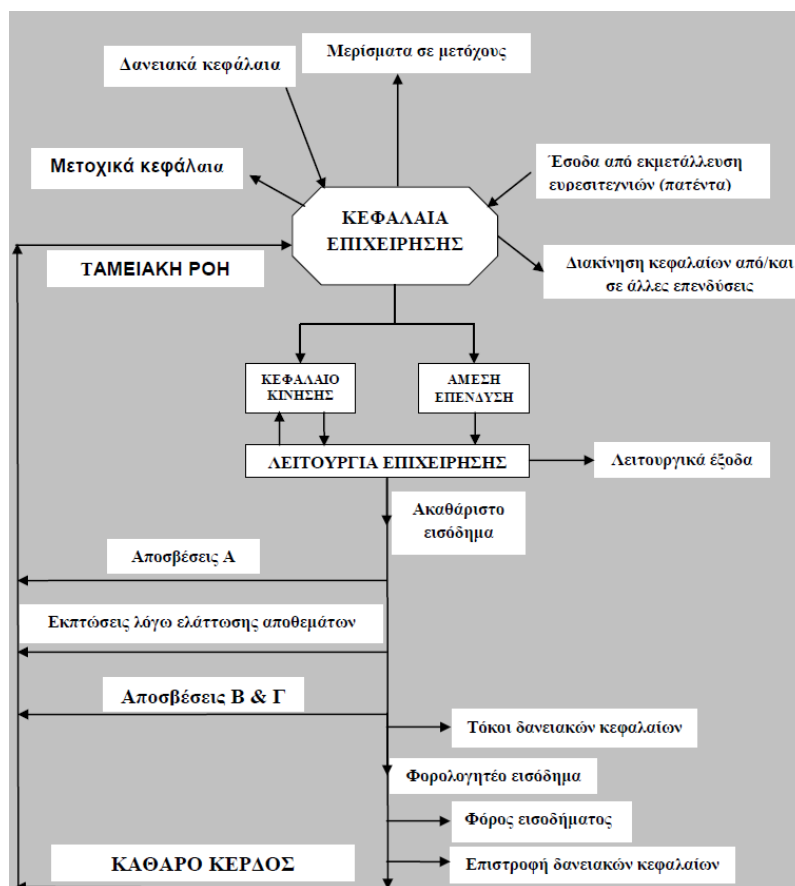 Μερίσματα σε μετόχους
Δανειακά κεφάλαια
Μετοχικά κεφάλαια
Έσοδα από εκμετάλλευση
ευρεσιτεγνιών (πατέντα)
ΚΕΦΑΛΑΙΑ
ΕΠΙΧΕΙΡΗΣΗΣ
ΤΑΜΕΙΑΚΗ ΡΟΗ
Διακίνηση κεφαλαίων από/και
σε άλλες επενδύσεις
ΚΕΦΑΛΑΙΟ
ΚΙΝΗΣΗΣ
ΑΜΕΣΗ
ΕΠΕΝΔΥΣΗ
ΛΕΙΤΟΥΡΓΙΑ ΕΠΙΧΕΙΡΗΣΗΣ
Λειτουργικά έξοδα
Ακαθάριστο
εισόδημα
Αποσβέσεις Α
Εκπτώσεις λόγω ελάττωσης αποθεμάτων
Αποσβέσεις Β & Γ
Τόκοι δανειακών κεφαλαίων
Φορολογητέο εισόδημα
Φόρος εισοδήματος
ΚΑΘΑΡΟ ΚΕΡΔΟΣ
Επιστροφή δανειακών κεφαλαίων